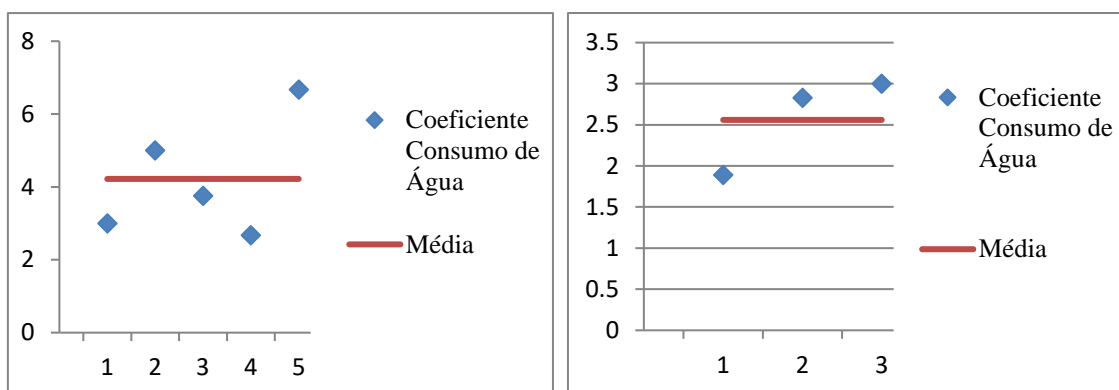 8
6
4
2
0
1 2 3 4 5
Coeficiente
Consumo de
Água
Média
3.5
3
2.5
2
1.5
1
0.5
0
1 2 3
Coeficiente
Consumo de
Água
Média